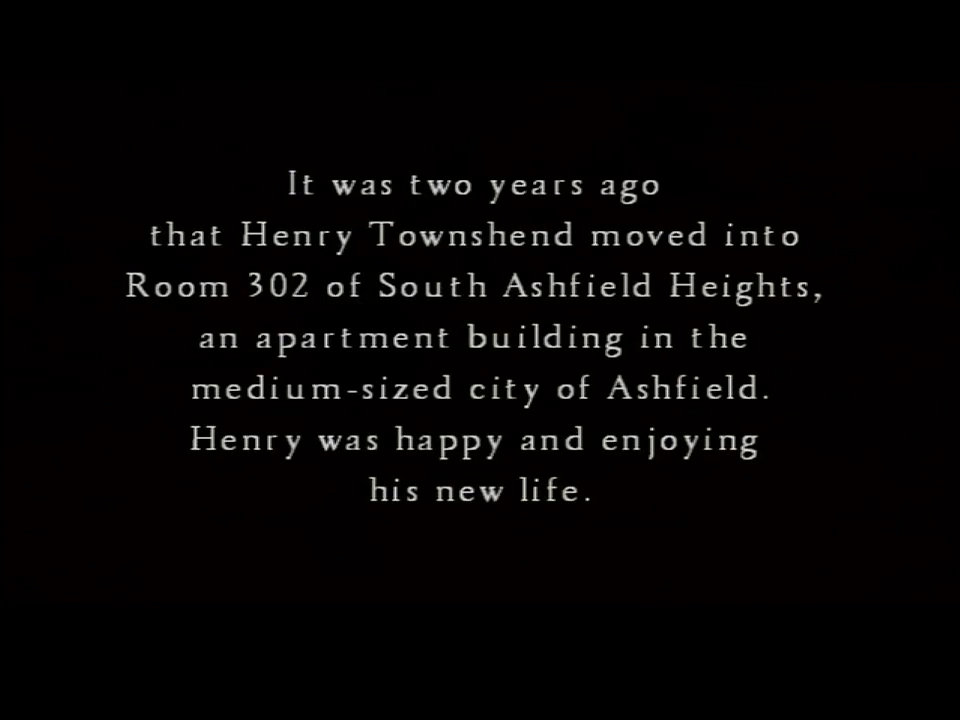 It was two years ago
that Henry Townshend moved into
Room 302 of South Ashfield Heights,
an apartment building in the
medium-sized city of Ashfield.
Henry was happy and enjoying
his new life.